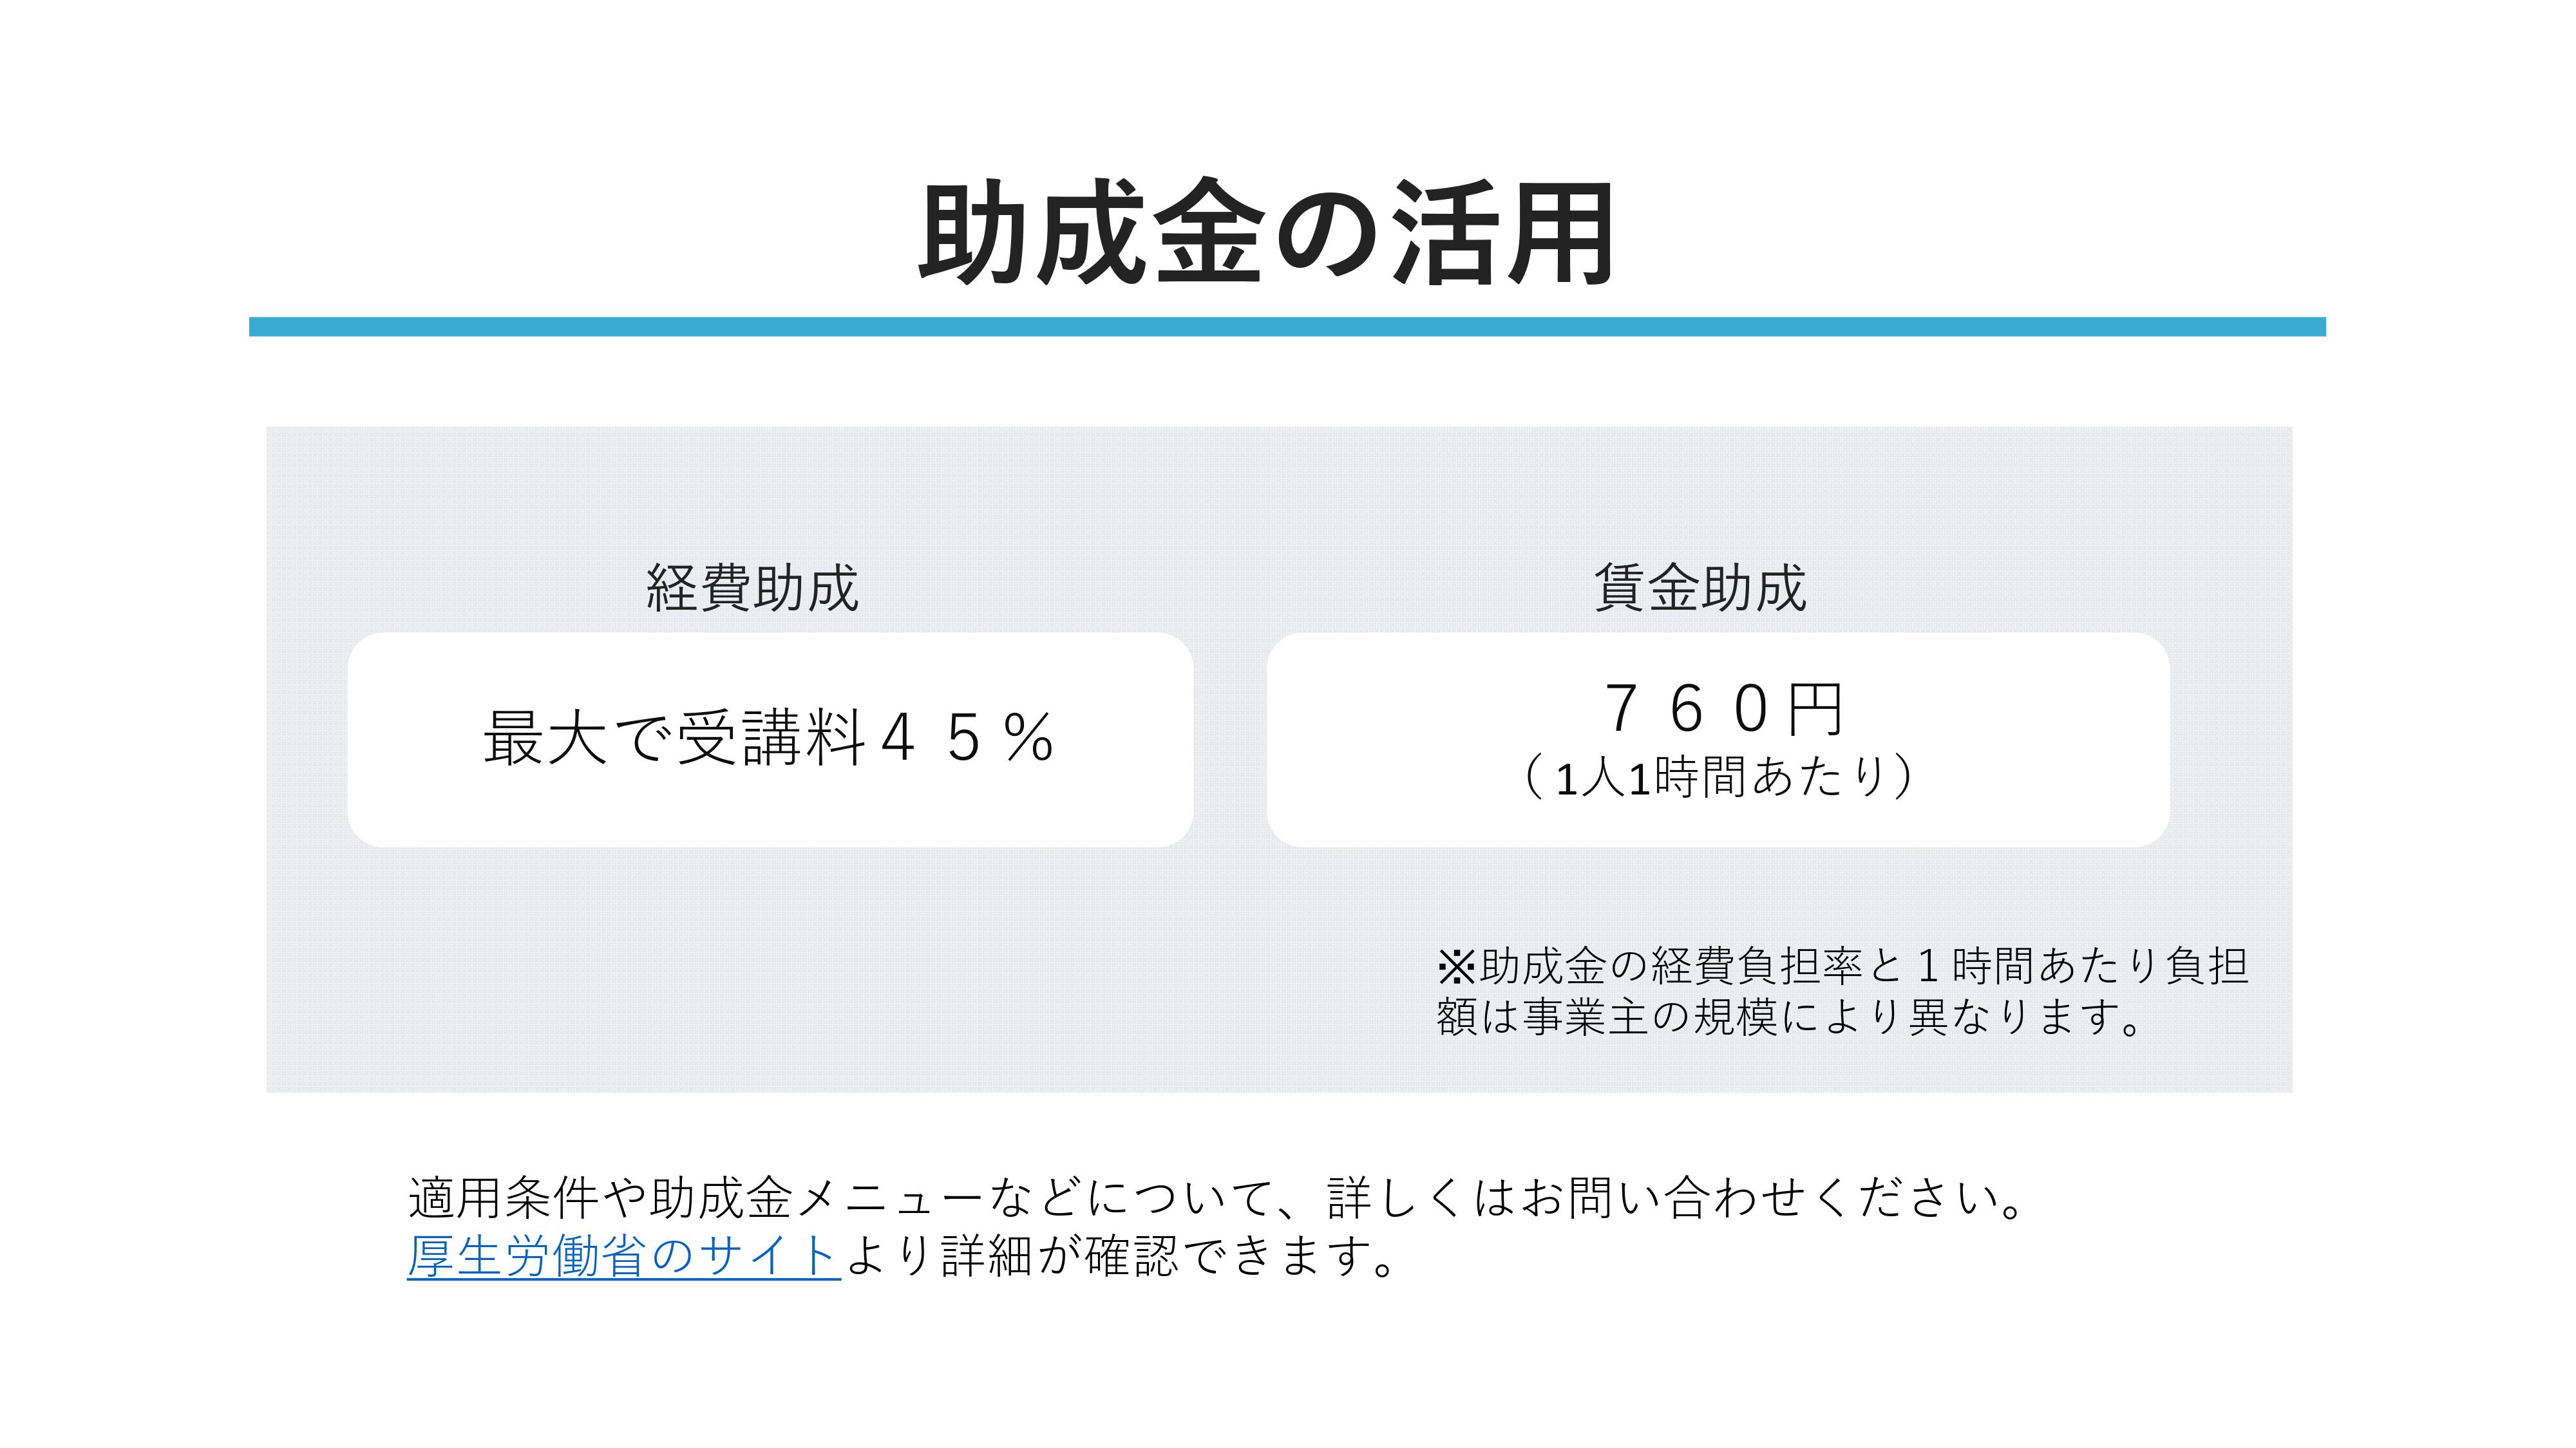 助成金の活用
経費助成
賃金助成
最大で受講料４５％
７６０円
（1人1時間あたり）
※助成金の経費負担率と１時間あたり負担
額は事業主の規模により異なります。
適用条件や助成金メニューなどについて、詳しくはお問い合わせください。
厚生労働省のサイトより詳細が確認できます。